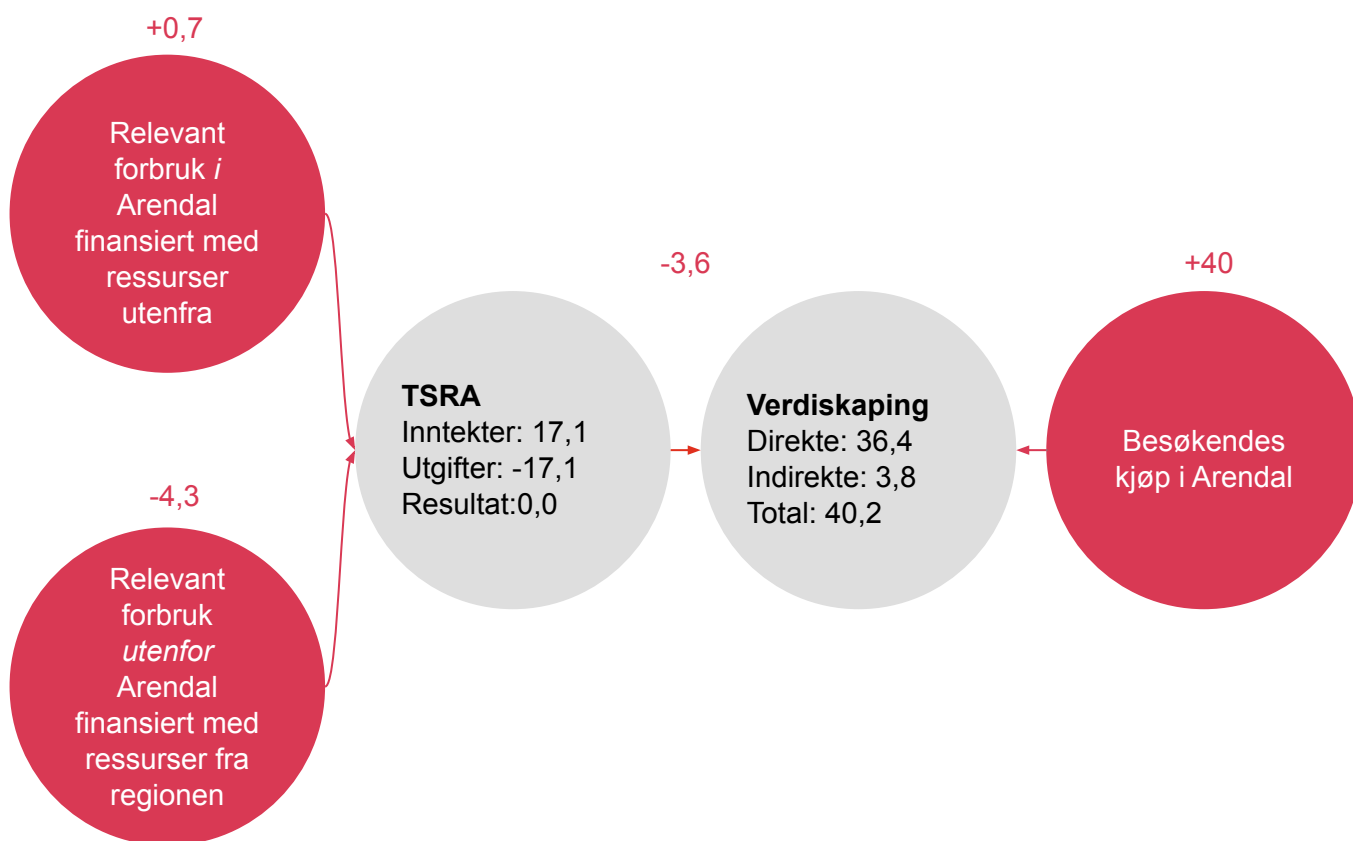 +0,7
Relevant
forbruk i
Arendal
finansiert med
ressurser
utenfra
-4,3
Relevant
forbruk
utenfor
Arendal
finansiert med
ressurser fra
regionen
TSRA
Inntekter: 17,1
Utgifter: -17,1
Resultat:0,0
-3,6
Verdiskaping
Direkte: 36,4
Indirekte: 3,8
Total: 40,2
+40
Besøkendes
kjøp i Arendal